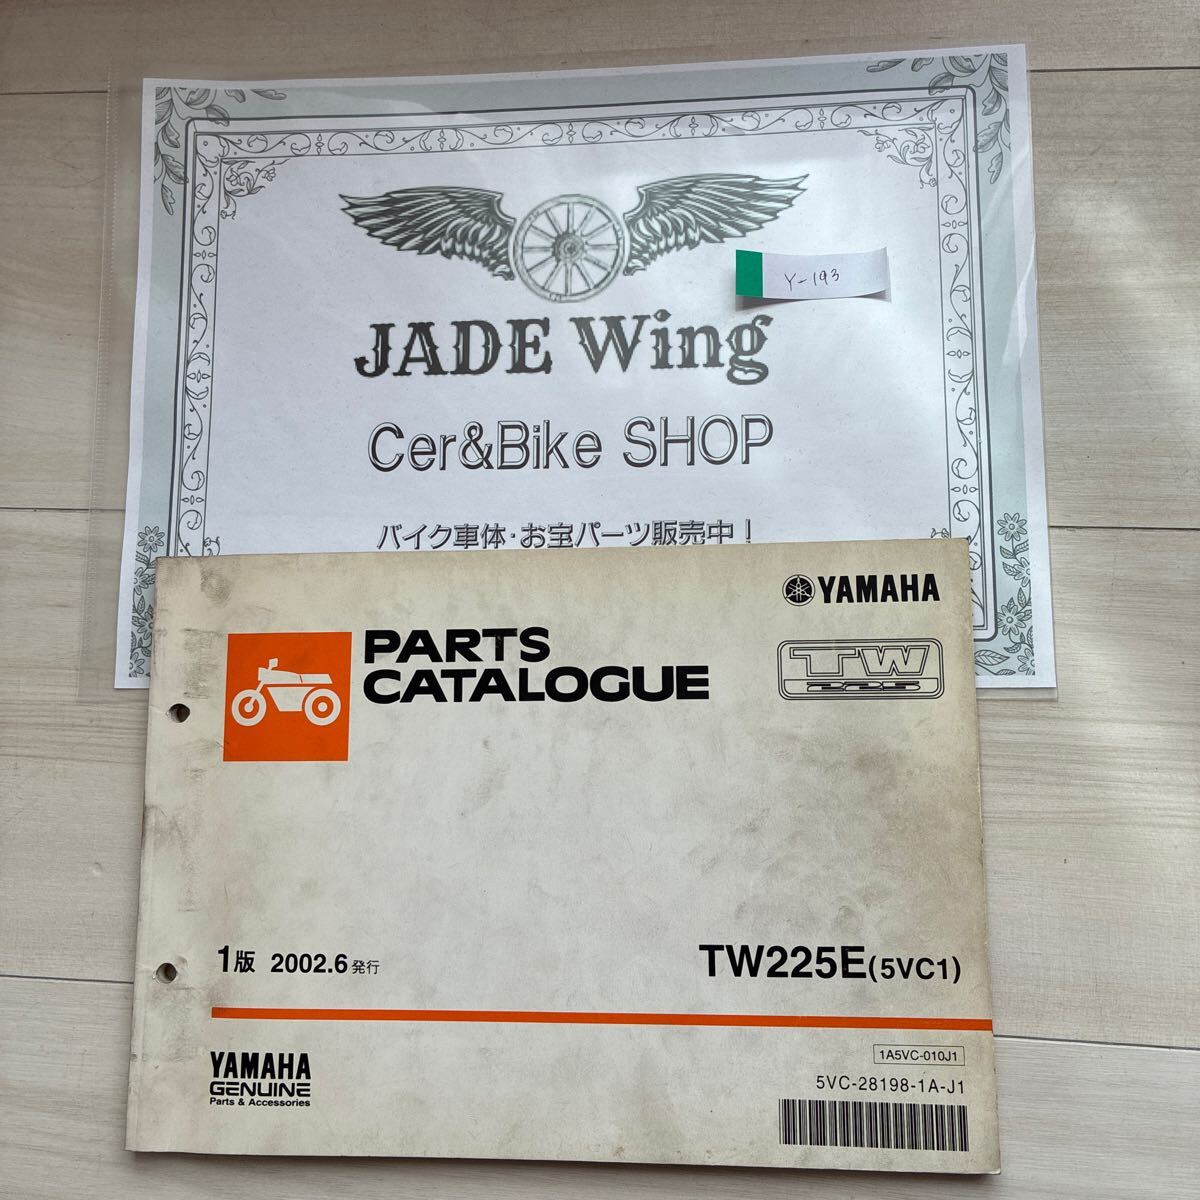 Y-193
JADE Wing
Cer&Bike SHOP
バイク車体・お宝パーツ販売中！
YAMAHA
PARTS
CATALOGUE
TW
225
1版 2002.6発行
TW225E(5VC1)
YAMAHA
GENUINE
Parts & Accessories
1A5VC-010J1
5VC-28198-1A-J1